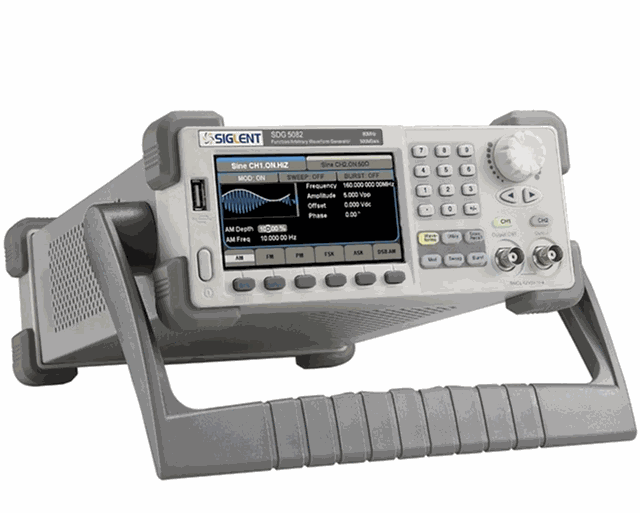 SIGLENT
SDG 5082
Function/Arbitrary Waveform Generator
Sine CH1.ON.HIZ
Sine CH2.ON.50Ω
MOD: ON
SWEEP: OFF
BURST: OFF
Frequency 160.000 000 00MHz
Amplitude 5.000 Vpp
Offset 0.000 Vdc
Phase 0.00 °
AM Depth 100.00 %
AM Freq 10.000 00 Hz
AM
FM
PM
FSK
ASK
DSB-AM
7
8
9
4
5
6
1
2
3
.
0
+/-
CH1
CH2
Utility
Mod
Sweep
Burst